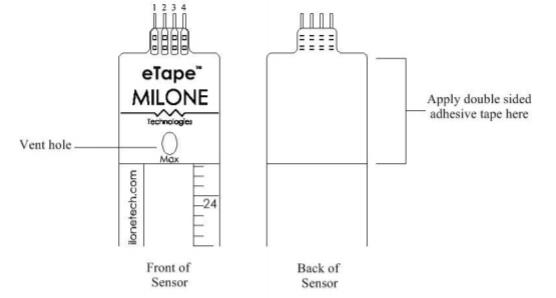 1 2 3 4
eTape™
MILONE
Technologies
Vent hole
Max
Apply double sided
adhesive tape here
ilonetech.com
24
Front of
Sensor
Back of
Sensor